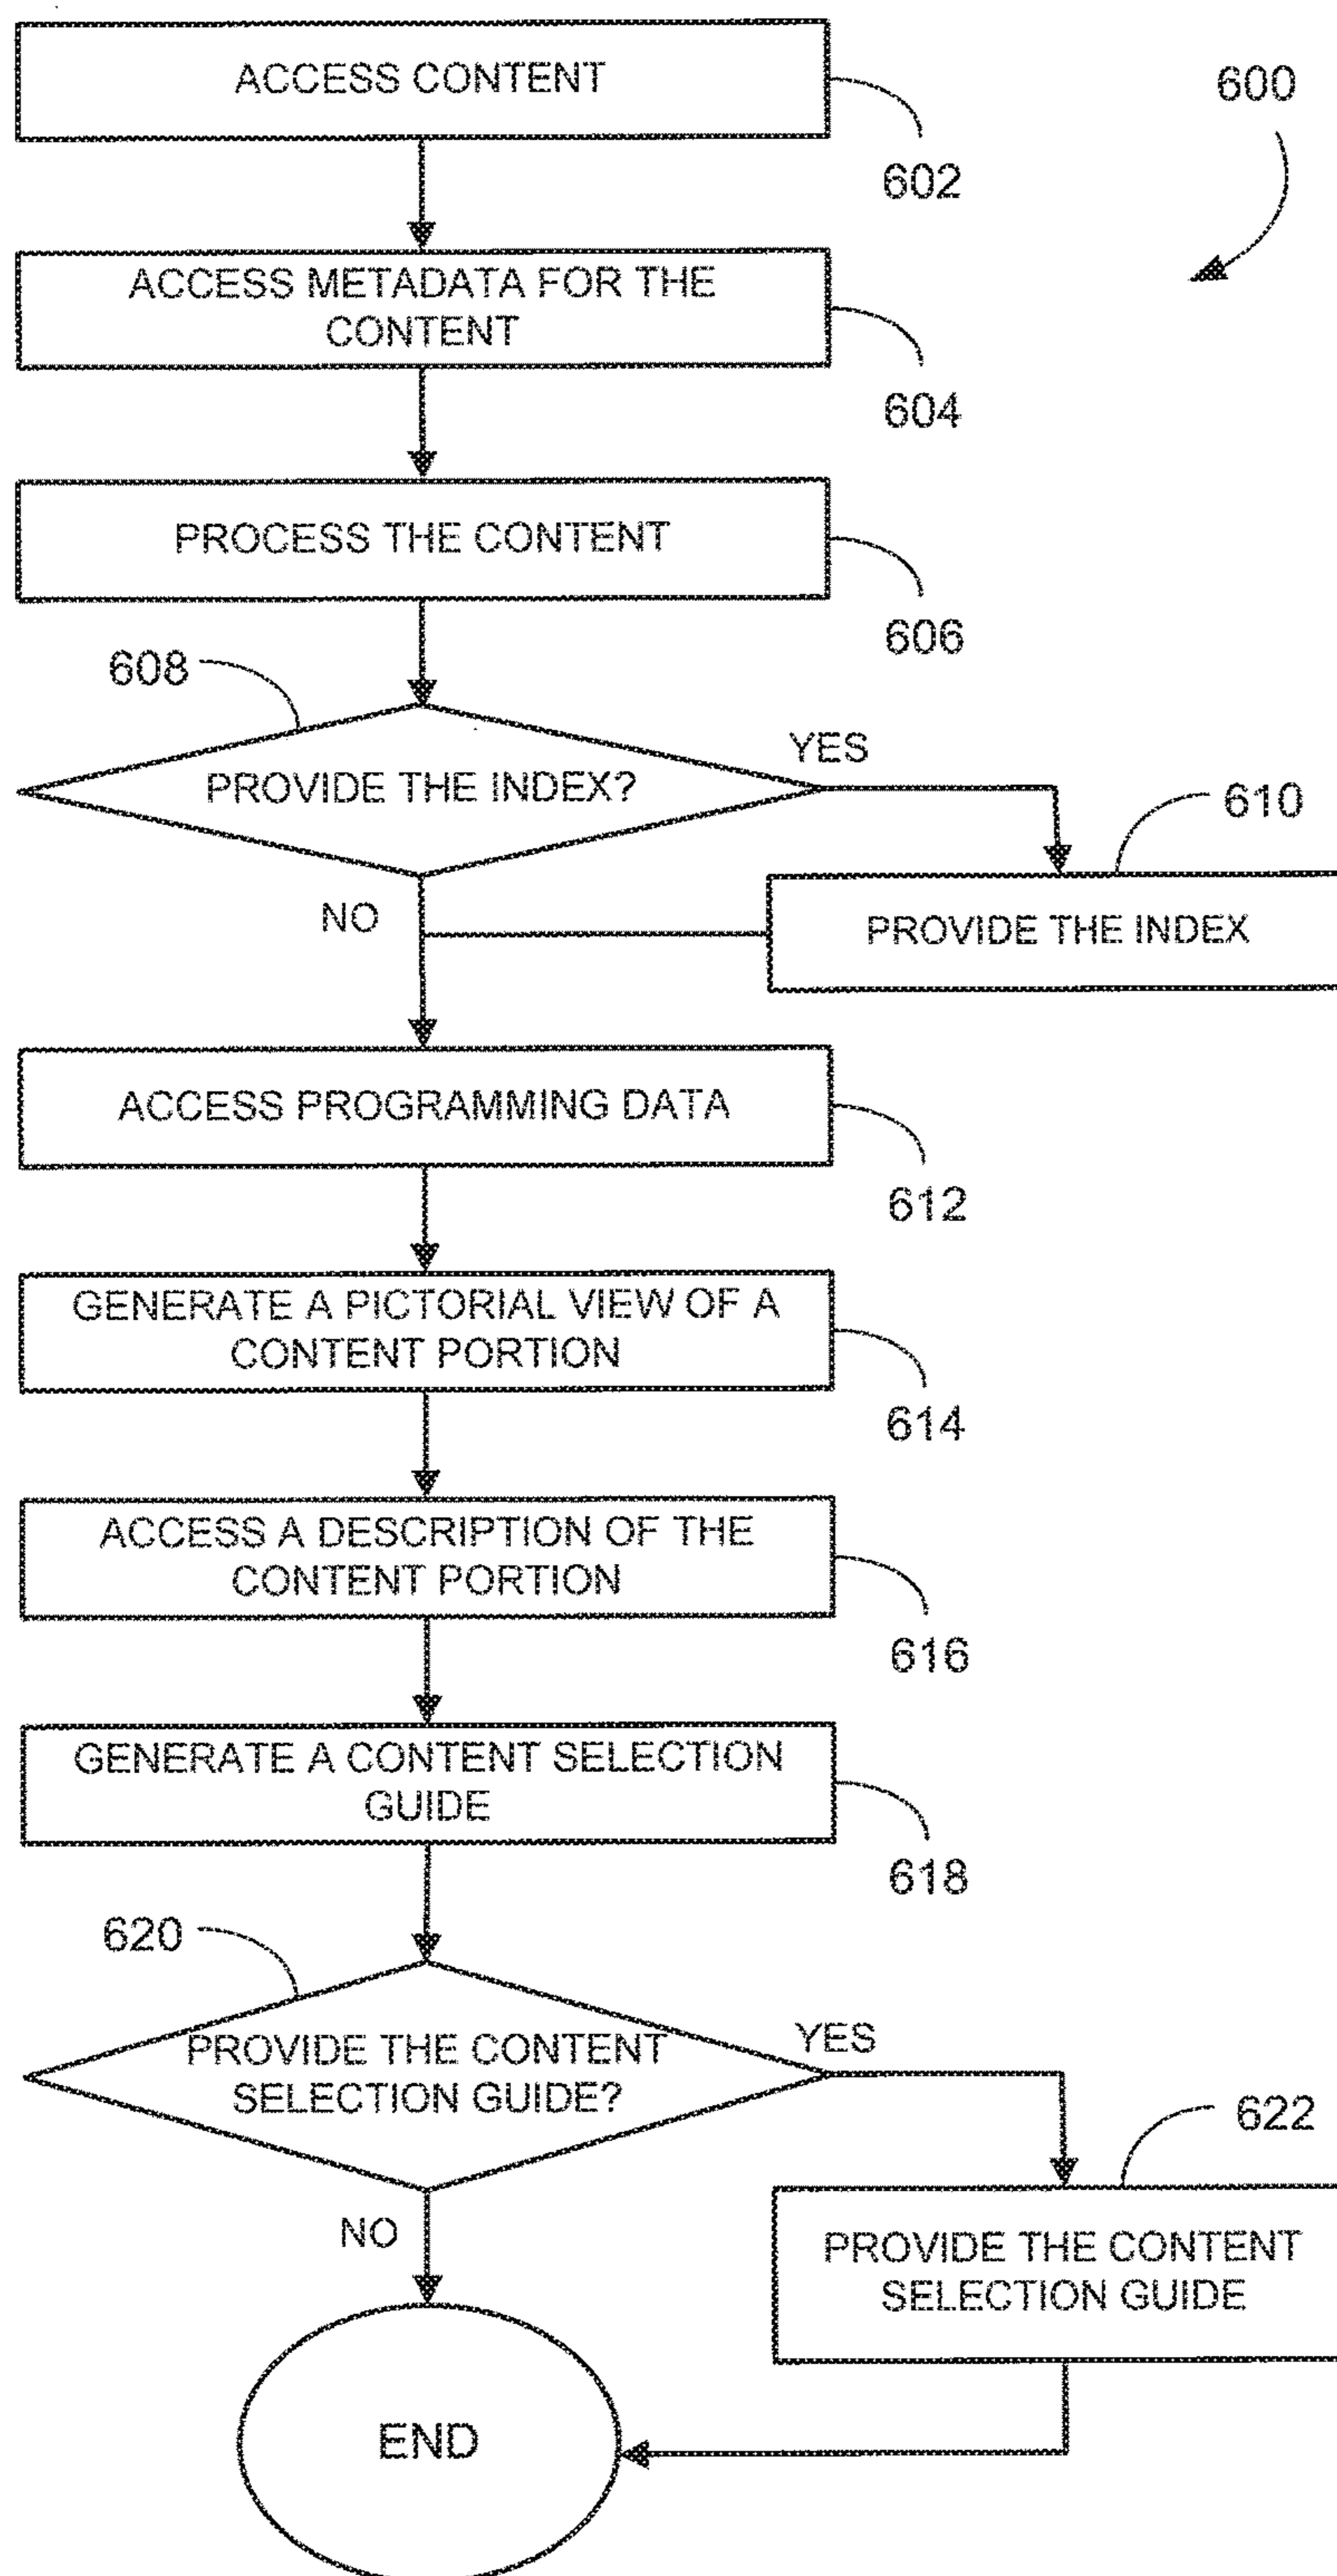 ACCESS CONTENT
600
602
ACCESS METADATA FOR THE
CONTENT
604
PROCESS THE CONTENT
606
608
PROVIDE THE INDEX?
YES
610
NO
PROVIDE THE INDEX
ACCESS PROGRAMMING DATA
612
GENERATE A PICTORIAL VIEW OF A
CONTENT PORTION
614
ACCESS A DESCRIPTION OF THE
CONTENT PORTION
616
GENERATE A CONTENT SELECTION
GUIDE
618
620
PROVIDE THE CONTENT
SELECTION GUIDE?
YES
622
NO
PROVIDE THE CONTENT
SELECTION GUIDE
END